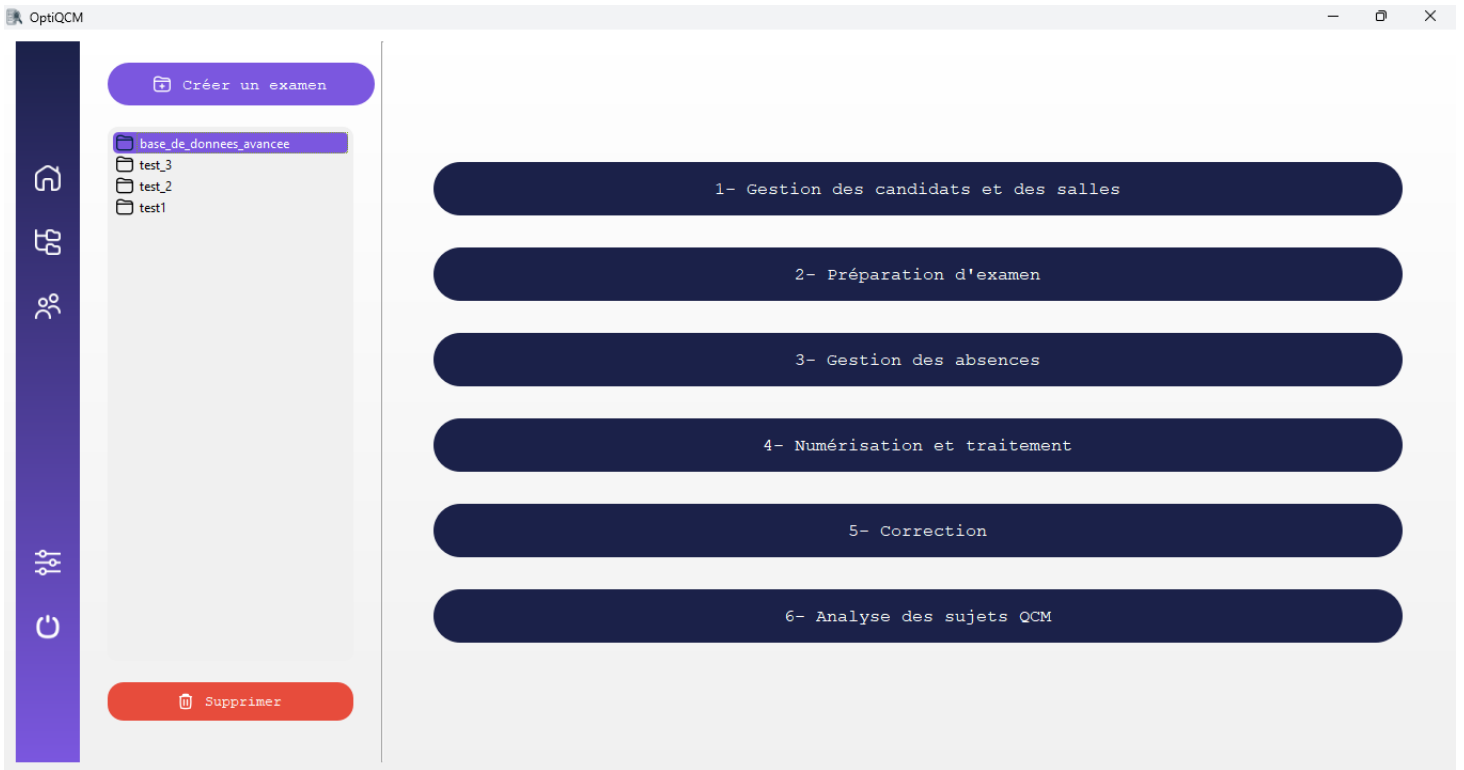 OptiQCM
Créer un examen
base_de_donnees_avancee
test_3
test_2
test1
Supprimer
1- Gestion des candidats et des salles
2- Préparation d'examen
3- Gestion des absences
4- Numérisation et traitement
5- Correction
6- Analyse des sujets QCM